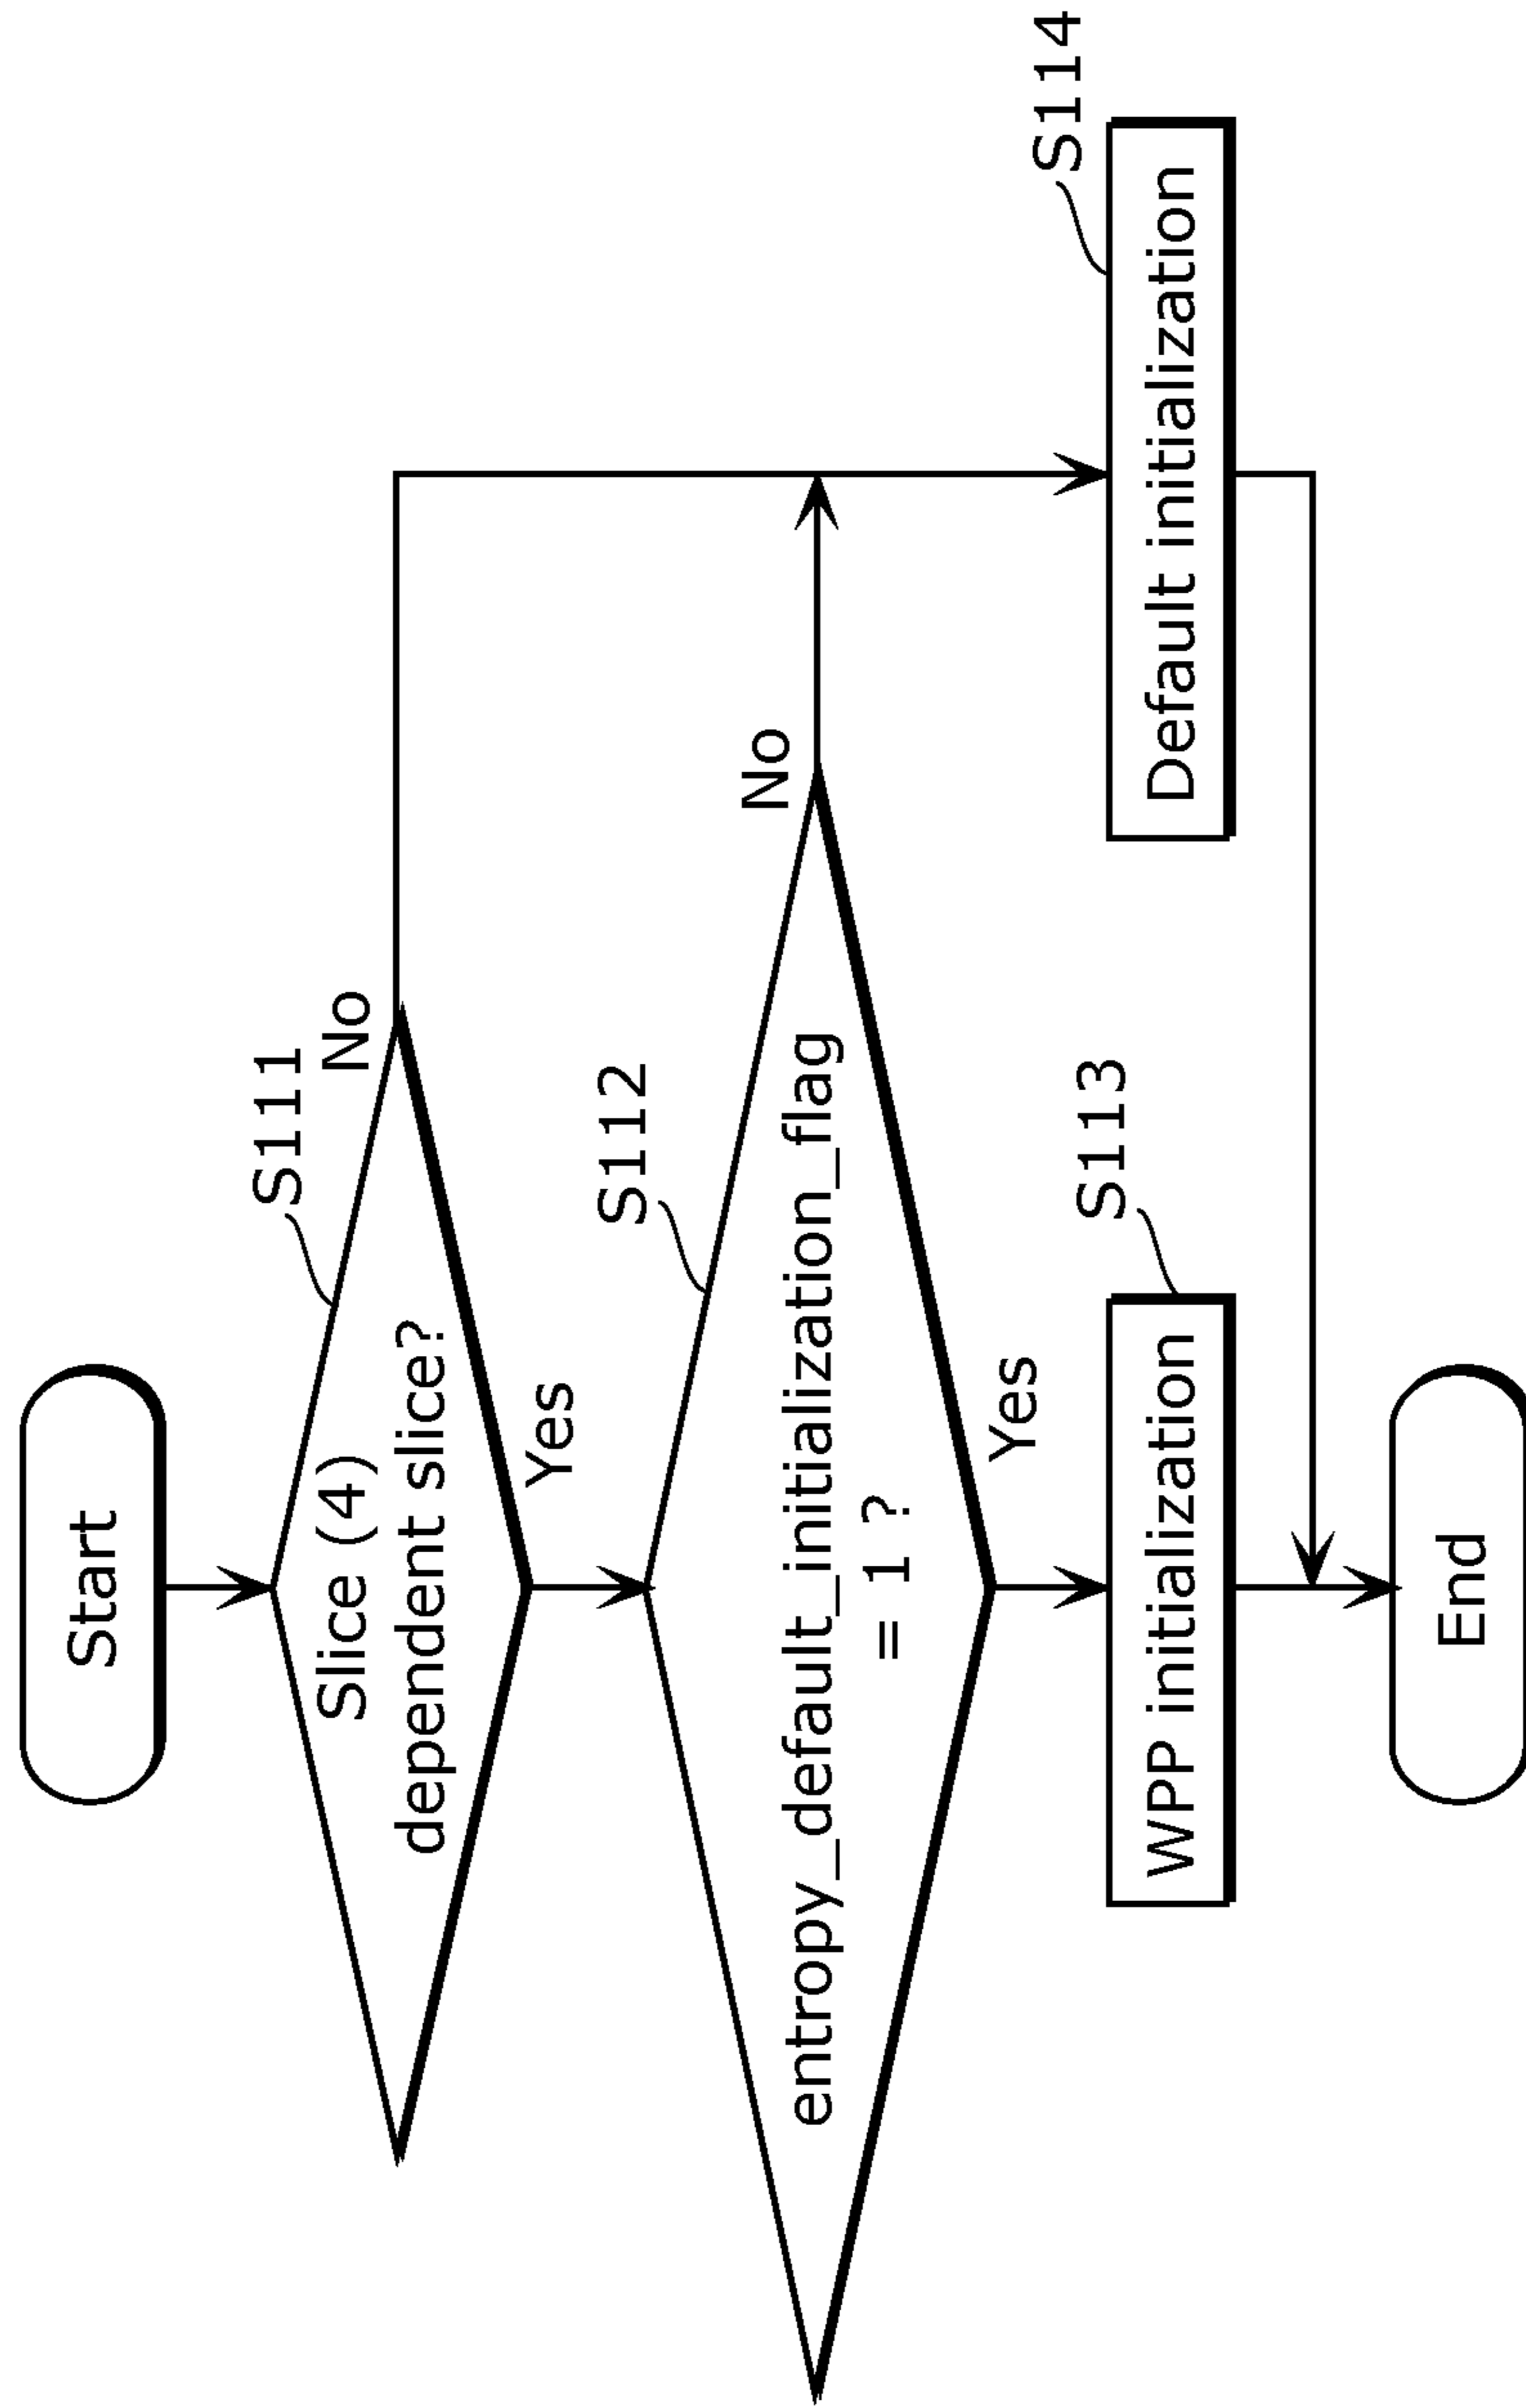 Start
S111
Slice (4)
dependent slice?
No
Yes
S112
entropy_default_initialization_flag
= 1 ?
No
Yes
S113
WPP initialization
S114
Default initialization
End